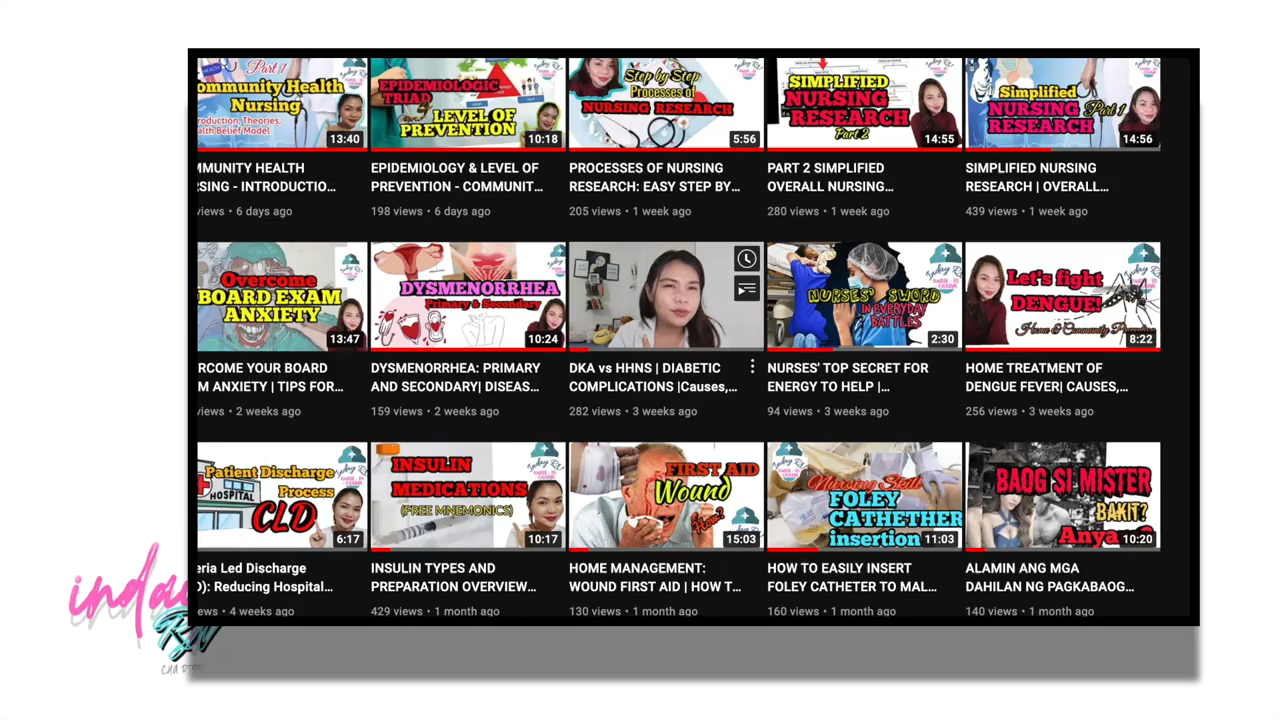 Part 1
ommunity Health
Nursing
roduction, Theories,
alth Belief Model
13:40
EPIDEMIOLOGIC
TRIAD
and
LEVEL OF
PREVENTION
10:18
Step by Step
Processes of
NURSING RESEARCH
5:56
SIMPLIFIED
NURSING
RESEARCH
Part 2
14:55
Simplified
NURSING
RESEARCH Part 1
14:56
MMUNITY HEALTH
RSING - INTRODUCTIO...
views • 6 days ago
EPIDEMIOLOGY & LEVEL OF
PREVENTION - COMMUNIT...
198 views • 6 days ago
PROCESSES OF NURSING
RESEARCH: EASY STEP BY...
205 views • 1 week ago
PART 2 SIMPLIFIED
OVERALL NURSING...
280 views • 1 week ago
SIMPLIFIED NURSING
RESEARCH | OVERALL...
439 views • 1 week ago
Overcome
BOARD EXAM
ANXIETY
13:47
DYSMENORRHEA
Primary & Secondary
10:24
NURSES' SWORD
IN EVERYDAY
BATTLES
2:30
Let's fight
DENGUE!
Home & Community Prevention
8:22
RCOME YOUR BOARD
M ANXIETY | TIPS FOR...
views • 2 weeks ago
DYSMENORRHEA: PRIMARY
AND SECONDARY| DISEAS...
159 views • 2 weeks ago
DKA vs HHNS | DIABETIC
COMPLICATIONS |Causes,...
282 views • 3 weeks ago
NURSES' TOP SECRET FOR
ENERGY TO HELP |...
94 views • 3 weeks ago
HOME TREATMENT OF
DENGUE FEVER| CAUSES,...
256 views • 3 weeks ago
Patient Discharge
Process
HOSPITAL
CLD
6:17
INSULIN
MEDICATIONS
(FREE MNEMONICS)
10:17
FIRST AID
Wound
How?
15:03
Nursing Skill
FOLEY
CATHETHER
insertion
11:03
BAOG SI MISTER
BAKIT?
Anya
10:20
eria Led Discharge
D): Reducing Hospital...
ews • 4 weeks ago
INSULIN TYPES AND
PREPARATION OVERVIEW...
429 views • 1 month ago
HOME MANAGEMENT:
WOUND FIRST AID | HOW T...
130 views • 1 month ago
HOW TO EASILY INSERT
FOLEY CATHETER TO MAL...
160 views • 1 month ago
ALAMIN ANG MGA
DAHILAN NG PAGKABAOG...
140 views • 1 month ago
inda
RN